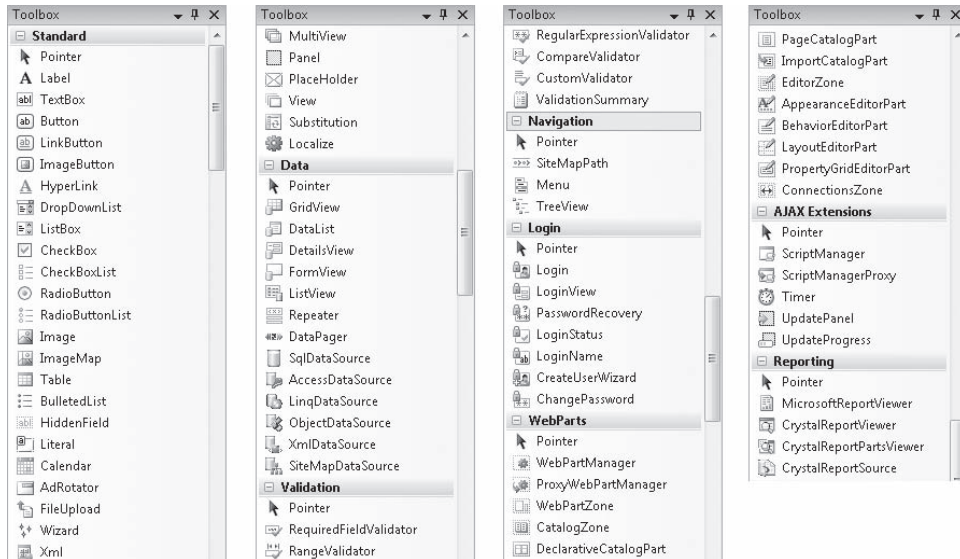 Toolbox
Standard
Pointer
A Label
abl TextBox
ab Button
ab LinkButton
ImageButton
A HyperLink
DropDownList
ListBox
CheckBox
CheckBoxList
RadioButton
RadioButtonList
Image
ImageMap
Table
BulletedList
abl HiddenField
Literal
Calendar
AdRotator
FileUpload
Wizard
Xml
Toolbox
MultiView
Panel
PlaceHolder
View
Substitution
Localize
Data
Pointer
GridView
DataList
DetailsView
FormView
ListView
Repeater
DataPager
SqlDataSource
AccessDataSource
LinqDataSource
ObjectDataSource
XmlDataSource
SiteMapDataSource
Validation
Pointer
RequiredFieldValidator
RangeValidator
Toolbox
RegularExpressionValidator
CompareValidator
CustomValidator
ValidationSummary
Navigation
Pointer
SiteMapPath
Menu
TreeView
Login
Pointer
Login
LoginView
PasswordRecovery
LoginStatus
LoginName
CreateUserWizard
ChangePassword
WebParts
Pointer
WebPartManager
ProxyWebPartManager
WebPartZone
CatalogZone
DeclarativeCatalogPart
Toolbox
PageCatalogPart
ImportCatalogPart
EditorZone
AppearanceEditorPart
BehaviorEditorPart
LayoutEditorPart
PropertyGridEditorPart
ConnectionsZone
AJAX Extensions
Pointer
ScriptManager
ScriptManagerProxy
Timer
UpdatePanel
UpdateProgress
Reporting
Pointer
MicrosoftReportViewer
CrystalReportViewer
CrystalReportPartsViewer
CrystalReportSource